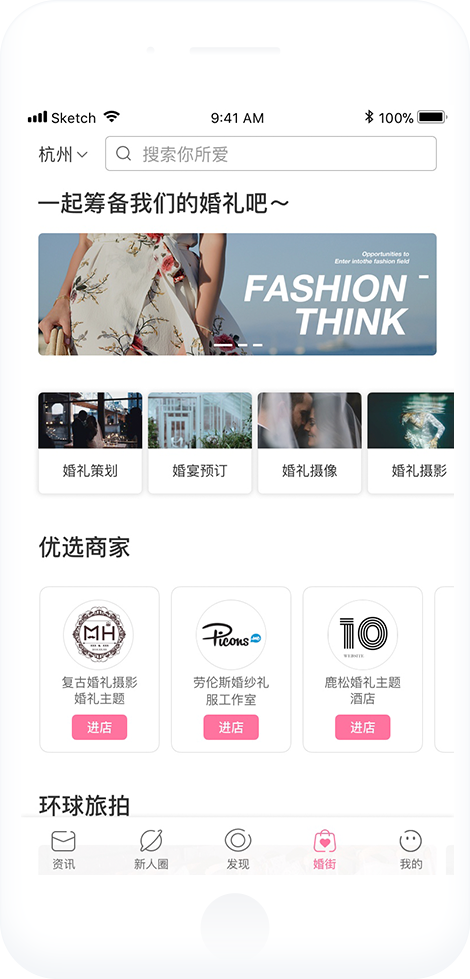 Sketch
9:41 AM
100%
杭州
搜索你所爱
一起筹备我们的婚礼吧~
Opportunities to
Enter intothe fashion field
FASHION
THINK
婚礼策划
婚宴预订
婚礼摄像
婚礼摄影
优选商家
MH
Picons
10
WEBSITE
复古婚礼摄影
婚礼主题
劳伦斯婚纱礼
服工作室
鹿松婚礼主题
酒店
进店
进店
进店
环球旅拍
资讯
新人圈
发现
婚街
我的